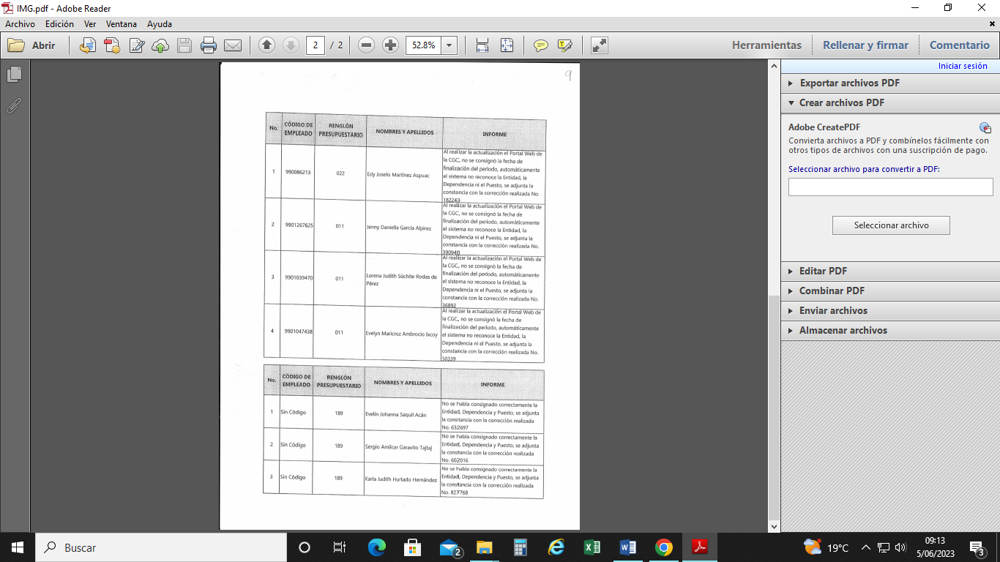 IMG.pdf - Adobe Reader
Archivo Edición Ver Ventana Ayuda
Abrir 2 / 2 52.8% Herramientas Rellenar y firmar Comentario
9
No. CÓDIGO DE EMPLEADO RENGLÓN PRESUPUESTARIO NOMBRES Y APELLIDOS INFORME
1 990086213 022 Edy Joselo Martínez Aspuac
Al realizar la actualización el Portal Web de
la CGC, no se consignó la fecha de
finalización del período, automáticamente
el sistema no reconoce la Entidad, la
Dependencia ni el Puesto, se adjunta la
constancia con la corrección realizada No.
182243
2 9901267625 011 Jenny Daniella García Alpírez
Al realizar la actualización el Portal Web de
la CGC, no se consignó la fecha de
finalización del período, automáticamente
el sistema no reconoce la Entidad, la
Dependencia ni el Puesto, se adjunta la
constancia con la corrección realizada No.
390948
3 9901039470 011 Lorena Judith Súchite Rodas de
Pérez
Al realizar la actualización el Portal Web de
la CGC, no se consignó la fecha de
finalización del período, automáticamente
el sistema no reconoce la Entidad, la
Dependencia ni el Puesto, se adjunta la
constancia con la corrección realizada No.
36892
4 9901047438 011 Evelyn Maricruz Ambrocio Ixcoy
Al realizar la actualización el Portal Web de
la CGC, no se consignó la fecha de
finalización del período, automáticamente
el sistema no reconoce la Entidad, la
Dependencia ni el Puesto, se adjunta la
constancia con la corrección realizada No.
50339
No. CÓDIGO DE EMPLEADO RENGLÓN PRESUPUESTARIO NOMBRES Y APELLIDOS INFORME
1 Sin Código 189 Evelin Johanna Saquil Acán
No se había consignado correctamente la
Entidad, Dependencia y Puesto, se adjunta
la constancia con la corrección realizada
No. 632697
2 Sin Código 189 Sergio Amilcar Garavito Tajtaj
No se había consignado correctamente la
Entidad, Dependencia y Puesto, se adjunta
la constancia con la corrección realizada
No. 602016
3 Sin Código 189 Karla Judith Hurtado Hernández
No se había consignado correctamente la
Entidad, Dependencia y Puesto, se adjunta
la constancia con la corrección realizada
No. 827768
Iniciar sesión
Exportar archivos PDF
Crear archivos PDF
Adobe CreatePDF
Convierta archivos a PDF y combínelos fácilmente con
otros tipos de archivos con una suscripción de pago.
Seleccionar archivo para convertir a PDF:
Seleccionar archivo
Editar PDF
Combinar PDF
Enviar archivos
Almacenar archivos
Buscar
2
19°C
09:13
5/06/2023
3